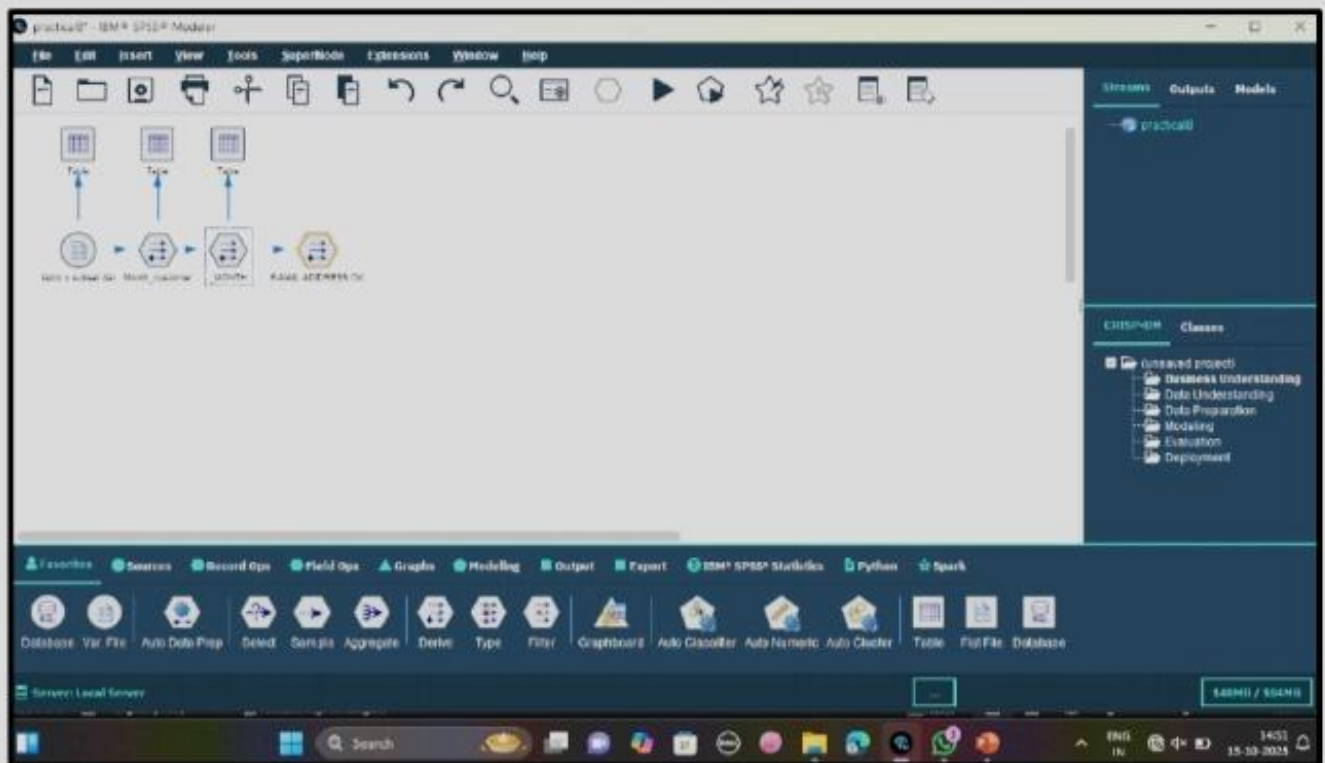 practical8* - IBM® SPSS® Modeler
File Edit Insert View Tools SuperNode Extensions Window Help
Streams Outputs Models
practical8
Table Table Table
MONTH
CRISP-DM Classes
(unsaved project)
Business Understanding
Data Understanding
Data Preparation
Modeling
Evaluation
Deployment
Favorites Sources Record Ops Field Ops Graphs Modeling Output Export IBM® SPSS® Statistics Python Spark
Database Var. File Auto Data Prep Select Sample Aggregate Derive Type Filter Graphboard Auto Classifier Auto Numeric Auto Cluster Table Flat File Database
Server: Local Server
...
Search
ENG
IN
14:51
15-10-2025